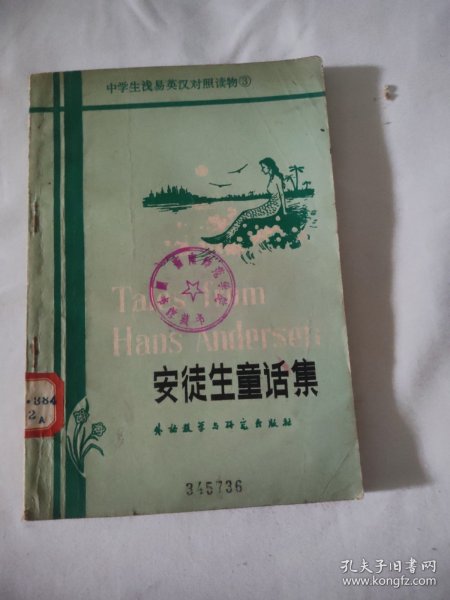 中学生浅易英汉对照读物③
Tales from
Hans Andersen
安徒生童话集
外语教学与研究出版社
345736
884
2 A
孔夫子旧书网
www.kongfz.com